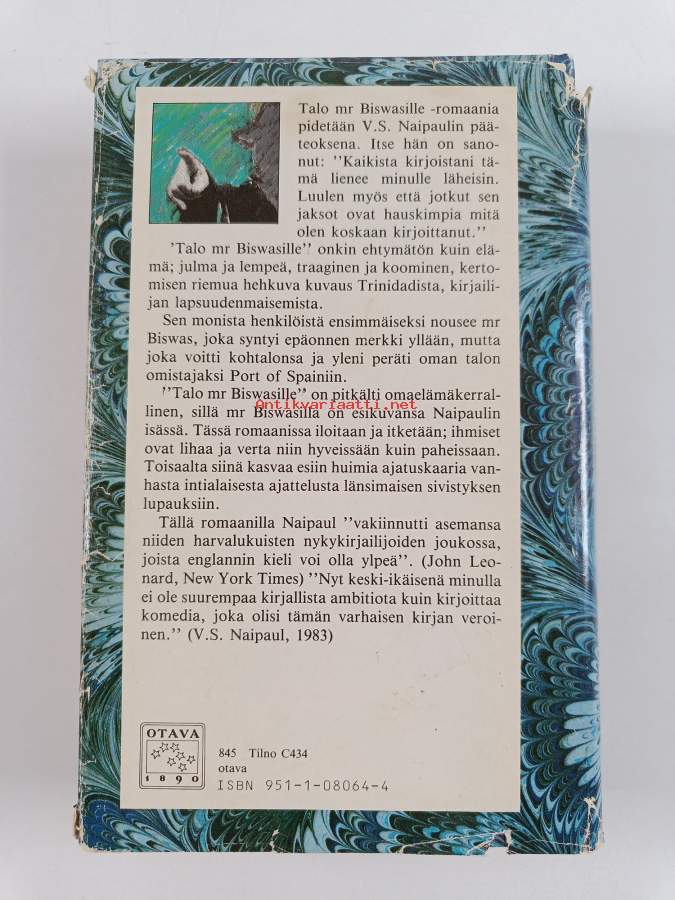 Talo mr Biswasille -romaania
pidetään V.S. Naipaulin pää-
teoksena. Itse hän on sano-
nut: ''Kaikista kirjoistani tä-
mä lienee minulle läheisin.
Luulen myös että jotkut sen
jaksot ovat hauskimpia mitä
olen koskaan kirjoittanut.''
'Talo mr Biswasille'' onkin ehtymätön kuin elä-
mä; julma ja lempeä, traaginen ja koominen, kerto-
misen riemua hehkuva kuvaus Trinidadista, kirjaili-
jan lapsuudenmaisemista.
Sen monista henkilöistä ensimmäiseksi nousee mr
Biswas, joka syntyi epäonnen merkki yllään, mutta
joka voitti kohtalonsa ja yleni peräti oman talon
omistajaksi Port of Spainiin.
''Talo mr Biswasille'' on pitkälti omaelämäkerral-
Antikvariaatti.net
linen, sillä mr Biswasilla on esikuvansa Naipaulin
isässä. Tässä romaanissa iloitaan ja itketään; ihmiset
ovat lihaa ja verta niin hyveissään kuin paheissaan.
Toisaalta siinä kasvaa esiin huimia ajatuskaaria van-
hasta intialaisesta ajattelusta länsimaisen sivistyksen
lupauksiin.
Tällä romaanilla Naipaul ''vakiinnutti asemansa
niiden harvalukuisten nykykirjailijoiden joukossa,
joista englannin kieli voi olla ylpeä''. (John Leo-
nard, New York Times) ''Nyt keski-ikäisenä minulla
ei ole suurempaa kirjallista ambitiota kuin kirjoittaa
komedia, joka olisi tämän varhaisen kirjan veroi-
nen.'' (V.S. Naipaul, 1983)
OTAVA
1890
845 Tilno C434
otava
ISBN 951-1-08064-4